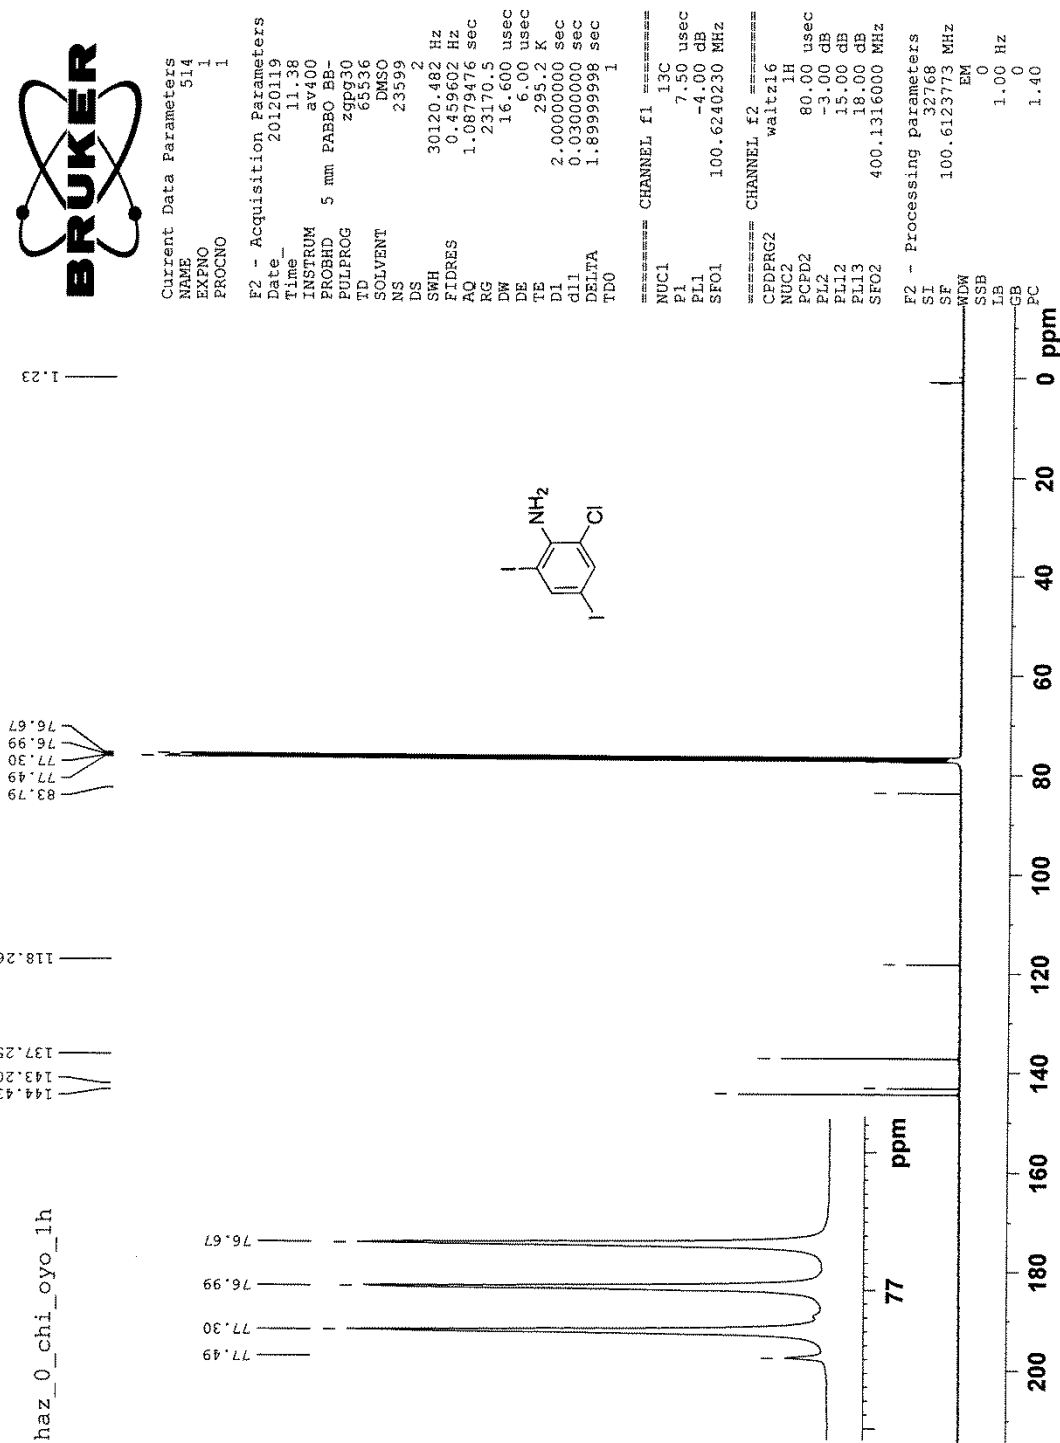 haz_0_chi_oyo_1h
144.43
143.20
137.25
118.26
83.79
77.49
77.30
76.99
76.67
1.23
BRUKER
Current Data Parameters
NAME 514
EXPNO 1
PROCNO 1
F2 - Acquisition Parameters
Date_ 20120119
Time 11.38
INSTRUM av400
PROBHD 5 mm PABBO BB-
PULPROG zgpg30
TD 65536
SOLVENT DMSO
NS 23599
DS 2
SWH 30120.482 Hz
FIDRES 0.459602 Hz
AQ 1.0879476 sec
RG 23170.5
DW 16.600 usec
DE 6.00 usec
TE 295.2 K
D1 2.00000000 sec
d11 0.03000000 sec
DELTA 1.89999998 sec
TD0 1
======== CHANNEL f1 ========
NUC1 13C
P1 7.50 usec
PL1 -4.00 dB
SFO1 100.6240230 MHz
======== CHANNEL f2 ========
CPDPRG2 waltz16
NUC2 1H
PCPD2 80.00 usec
PL2 -3.00 dB
PL12 15.00 dB
PL13 18.00 dB
SFO2 400.1316000 MHz
F2 - Processing parameters
SI 32768
SF 100.6123773 MHz
WDW EM
SSB 0
LB 1.00 Hz
GB 0
PC 1.40
I
NH2
Cl
I
77.49
77.30
76.99
76.67
77 ppm
200 180 160 140 120 100 80 60 40 20 0 ppm